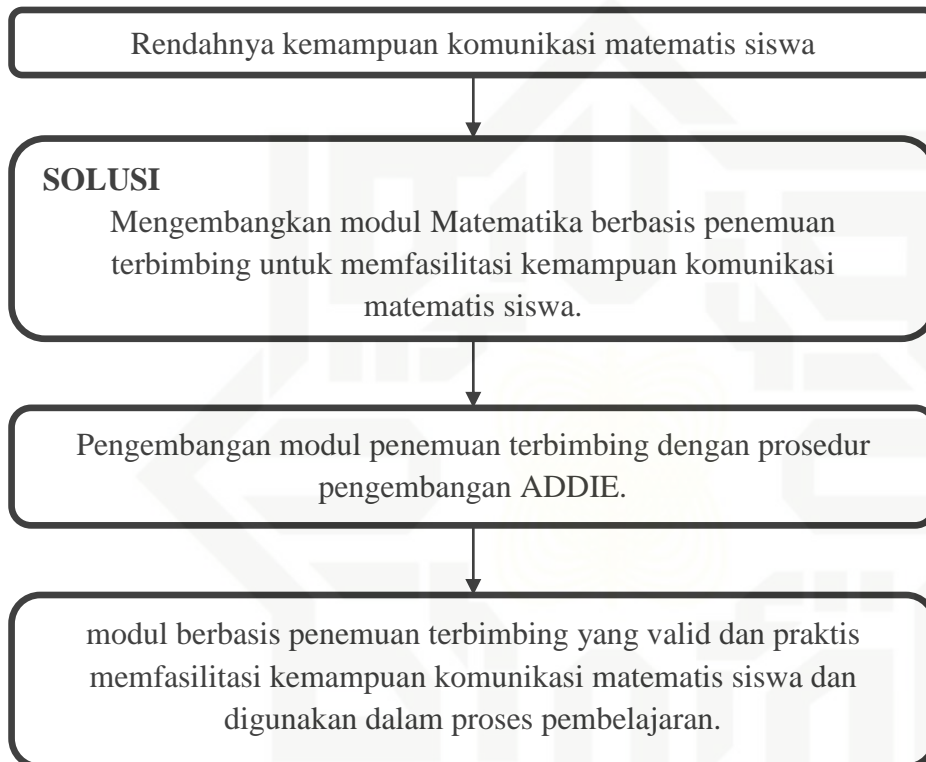 Rendahnya kemampuan komunikasi matematis siswa
SOLUSI
Mengembangkan modul Matematika berbasis penemuan
terbimbing untuk memfasilitasi kemampuan komunikasi
matematis siswa.
Pengembangan modul penemuan terbimbing dengan prosedur
pengembangan ADDIE.
modul berbasis penemuan terbimbing yang valid dan praktis
memfasilitasi kemampuan komunikasi matematis siswa dan
digunakan dalam proses pembelajaran.